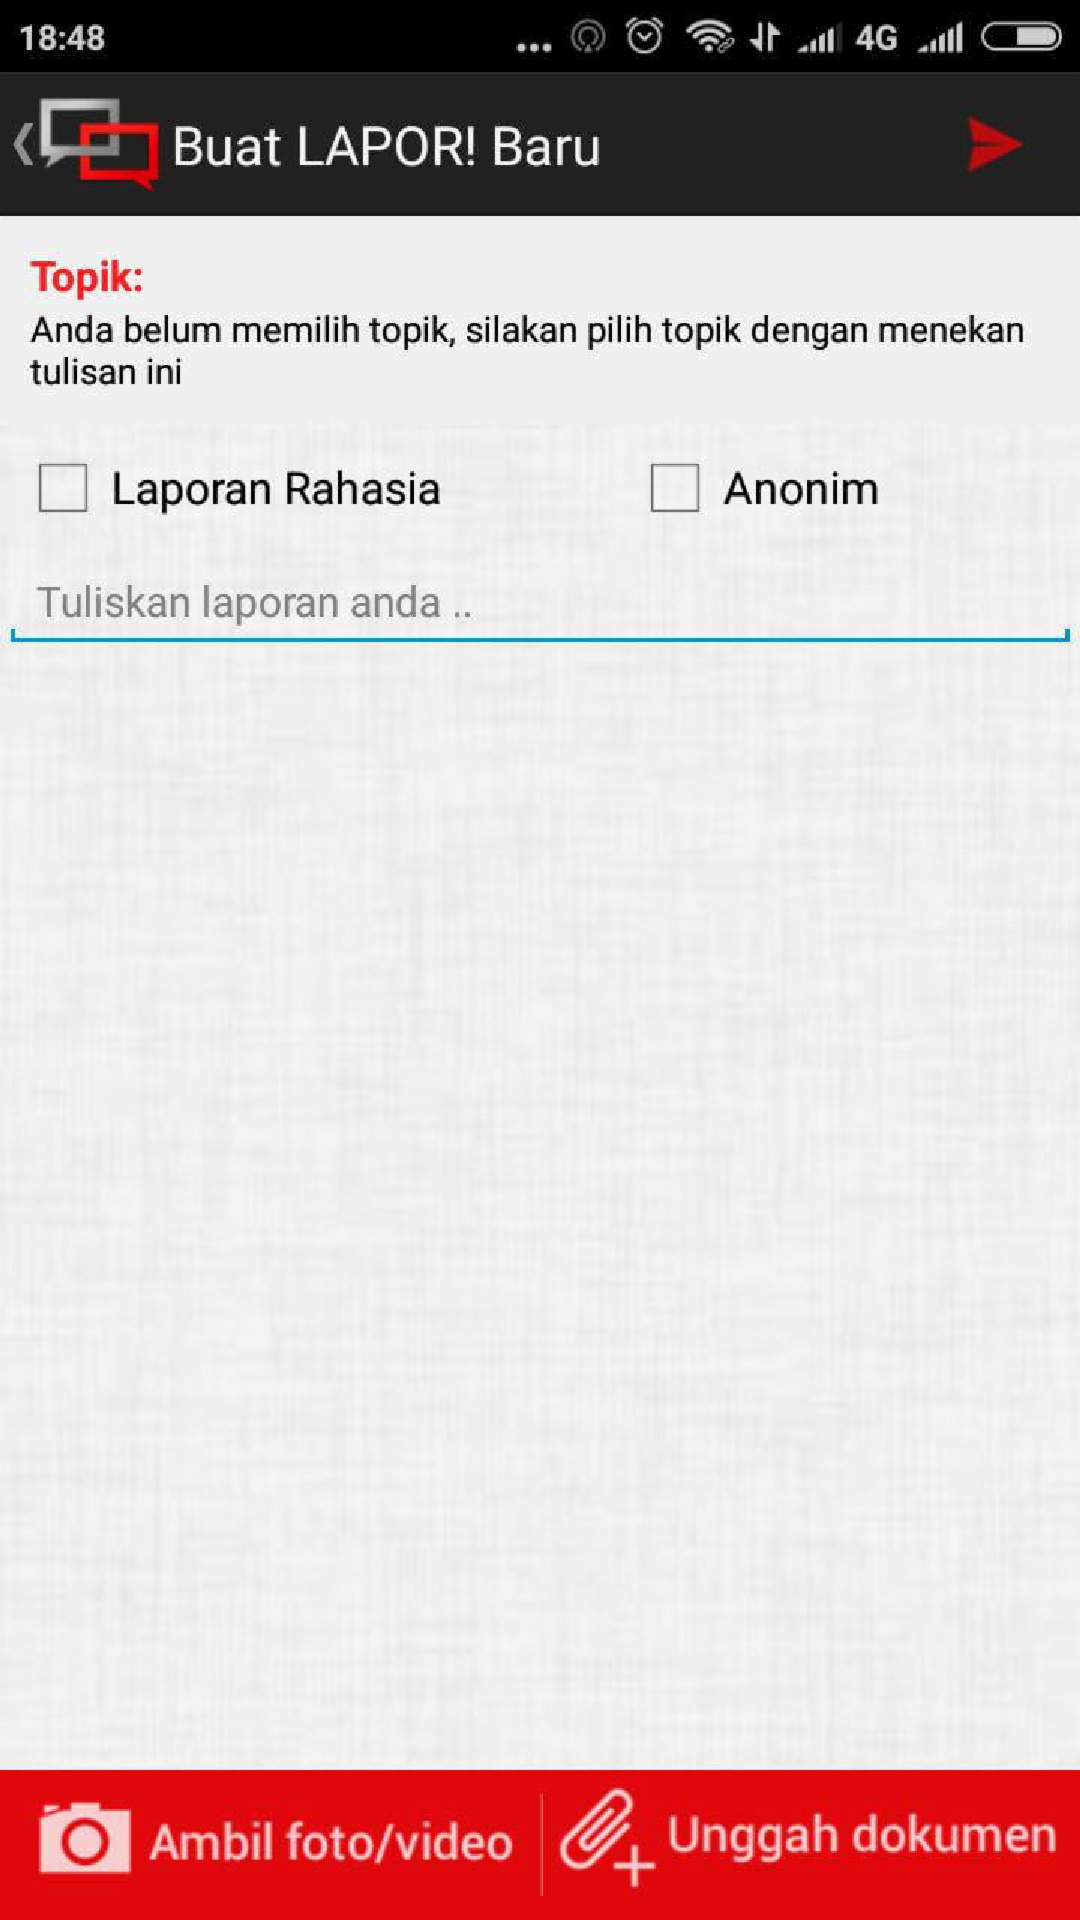 18:48
4G
Buat LAPOR! Baru
Topik:
Anda belum memilih topik, silakan pilih topik dengan menekan
tulisan ini
Laporan Rahasia
Anonim
Tuliskan laporan anda ..
Ambil foto/video
Unggah dokumen